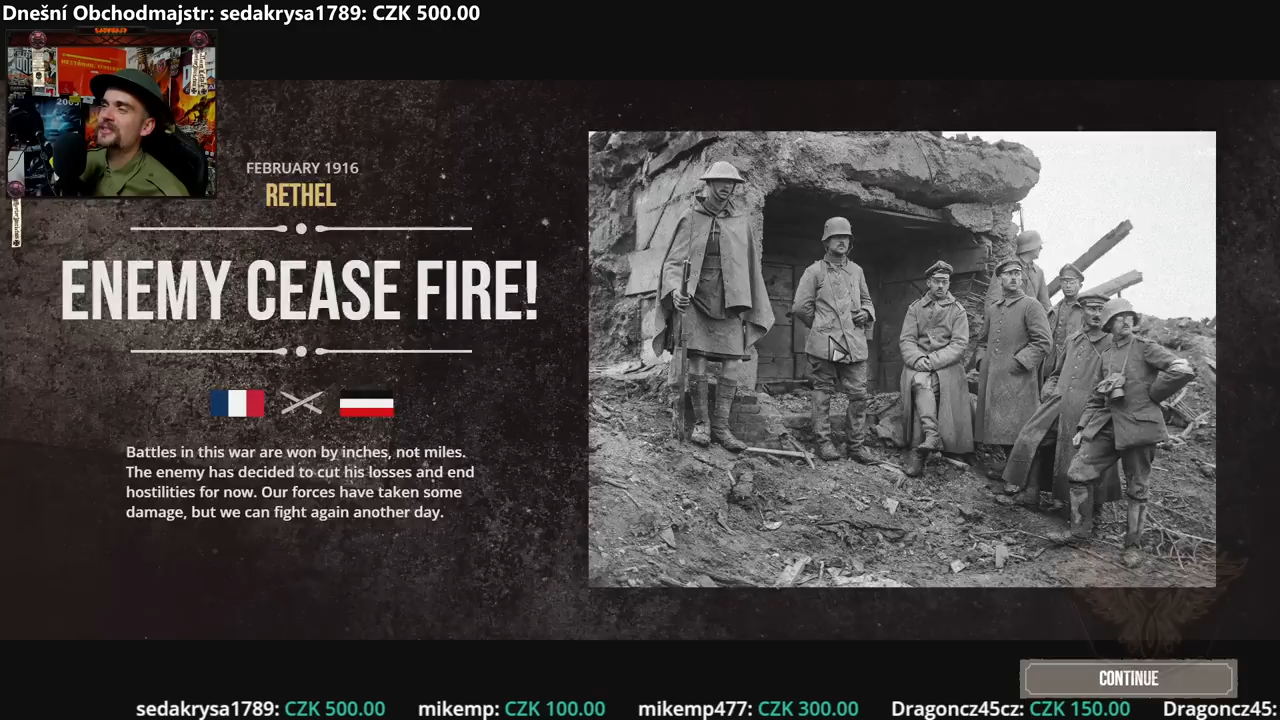 Dnešní Obchodmajstr: sedakrysa1789: CZK 500.00
FEBRUARY 1916
RETHEL
ENEMY CEASE FIRE!
Battles in this war are won by inches, not miles.
The enemy has decided to cut his losses and end
hostilities for now. Our forces have taken some
damage, but we can fight again another day.
CONTINUE
sedakrysa1789: CZK 500.00 mikemp: CZK 100.00 mikemp477: CZK 300.00 Dragoncz45cz: CZK 150.00 Dragoncz45: